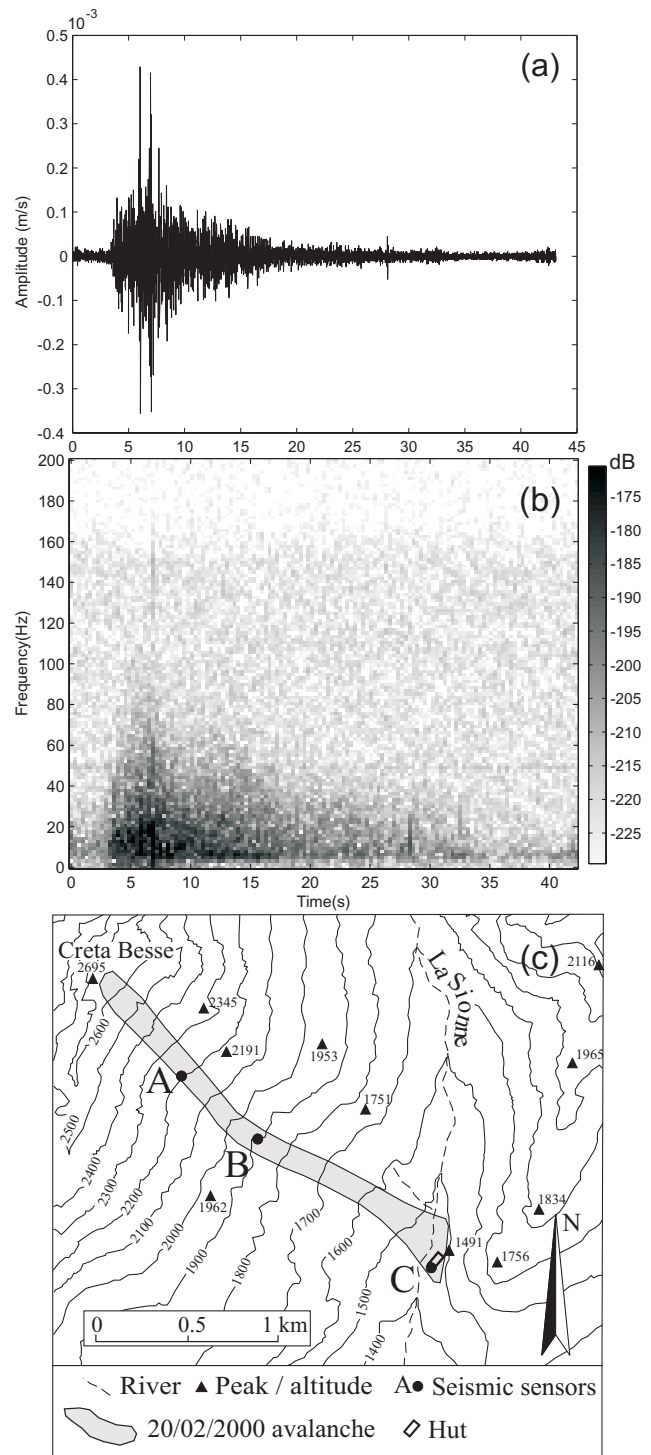 x 10-3
(a)
0.5
0.4
0.3
0.2
0.1
0
-0.1
-0.2
-0.3
-0.4
Amplitude (m/s)
0 5 10 15 20 25 30 35 40 45
(b)
dB
200
180
160
140
120
100
80
60
40
20
0
Frequency(Hz)
0 5 10 15 20 25 30 35 40
Time(s)
-175
-180
-185
-190
-195
-200
-205
-210
-215
-220
-225
(c)
Creta Besse
2695
2345
2191
1953
1751
1962
2116
1965
1834
1756
1491
La Sionne
2600
2500
2400
2300
2200
2100
2000
1900
1800
1700
1600
1500
1400
A
B
C
N
0 0.5 1 km
River Peak / altitude A Seismic sensors
20/02/2000 avalanche Hut